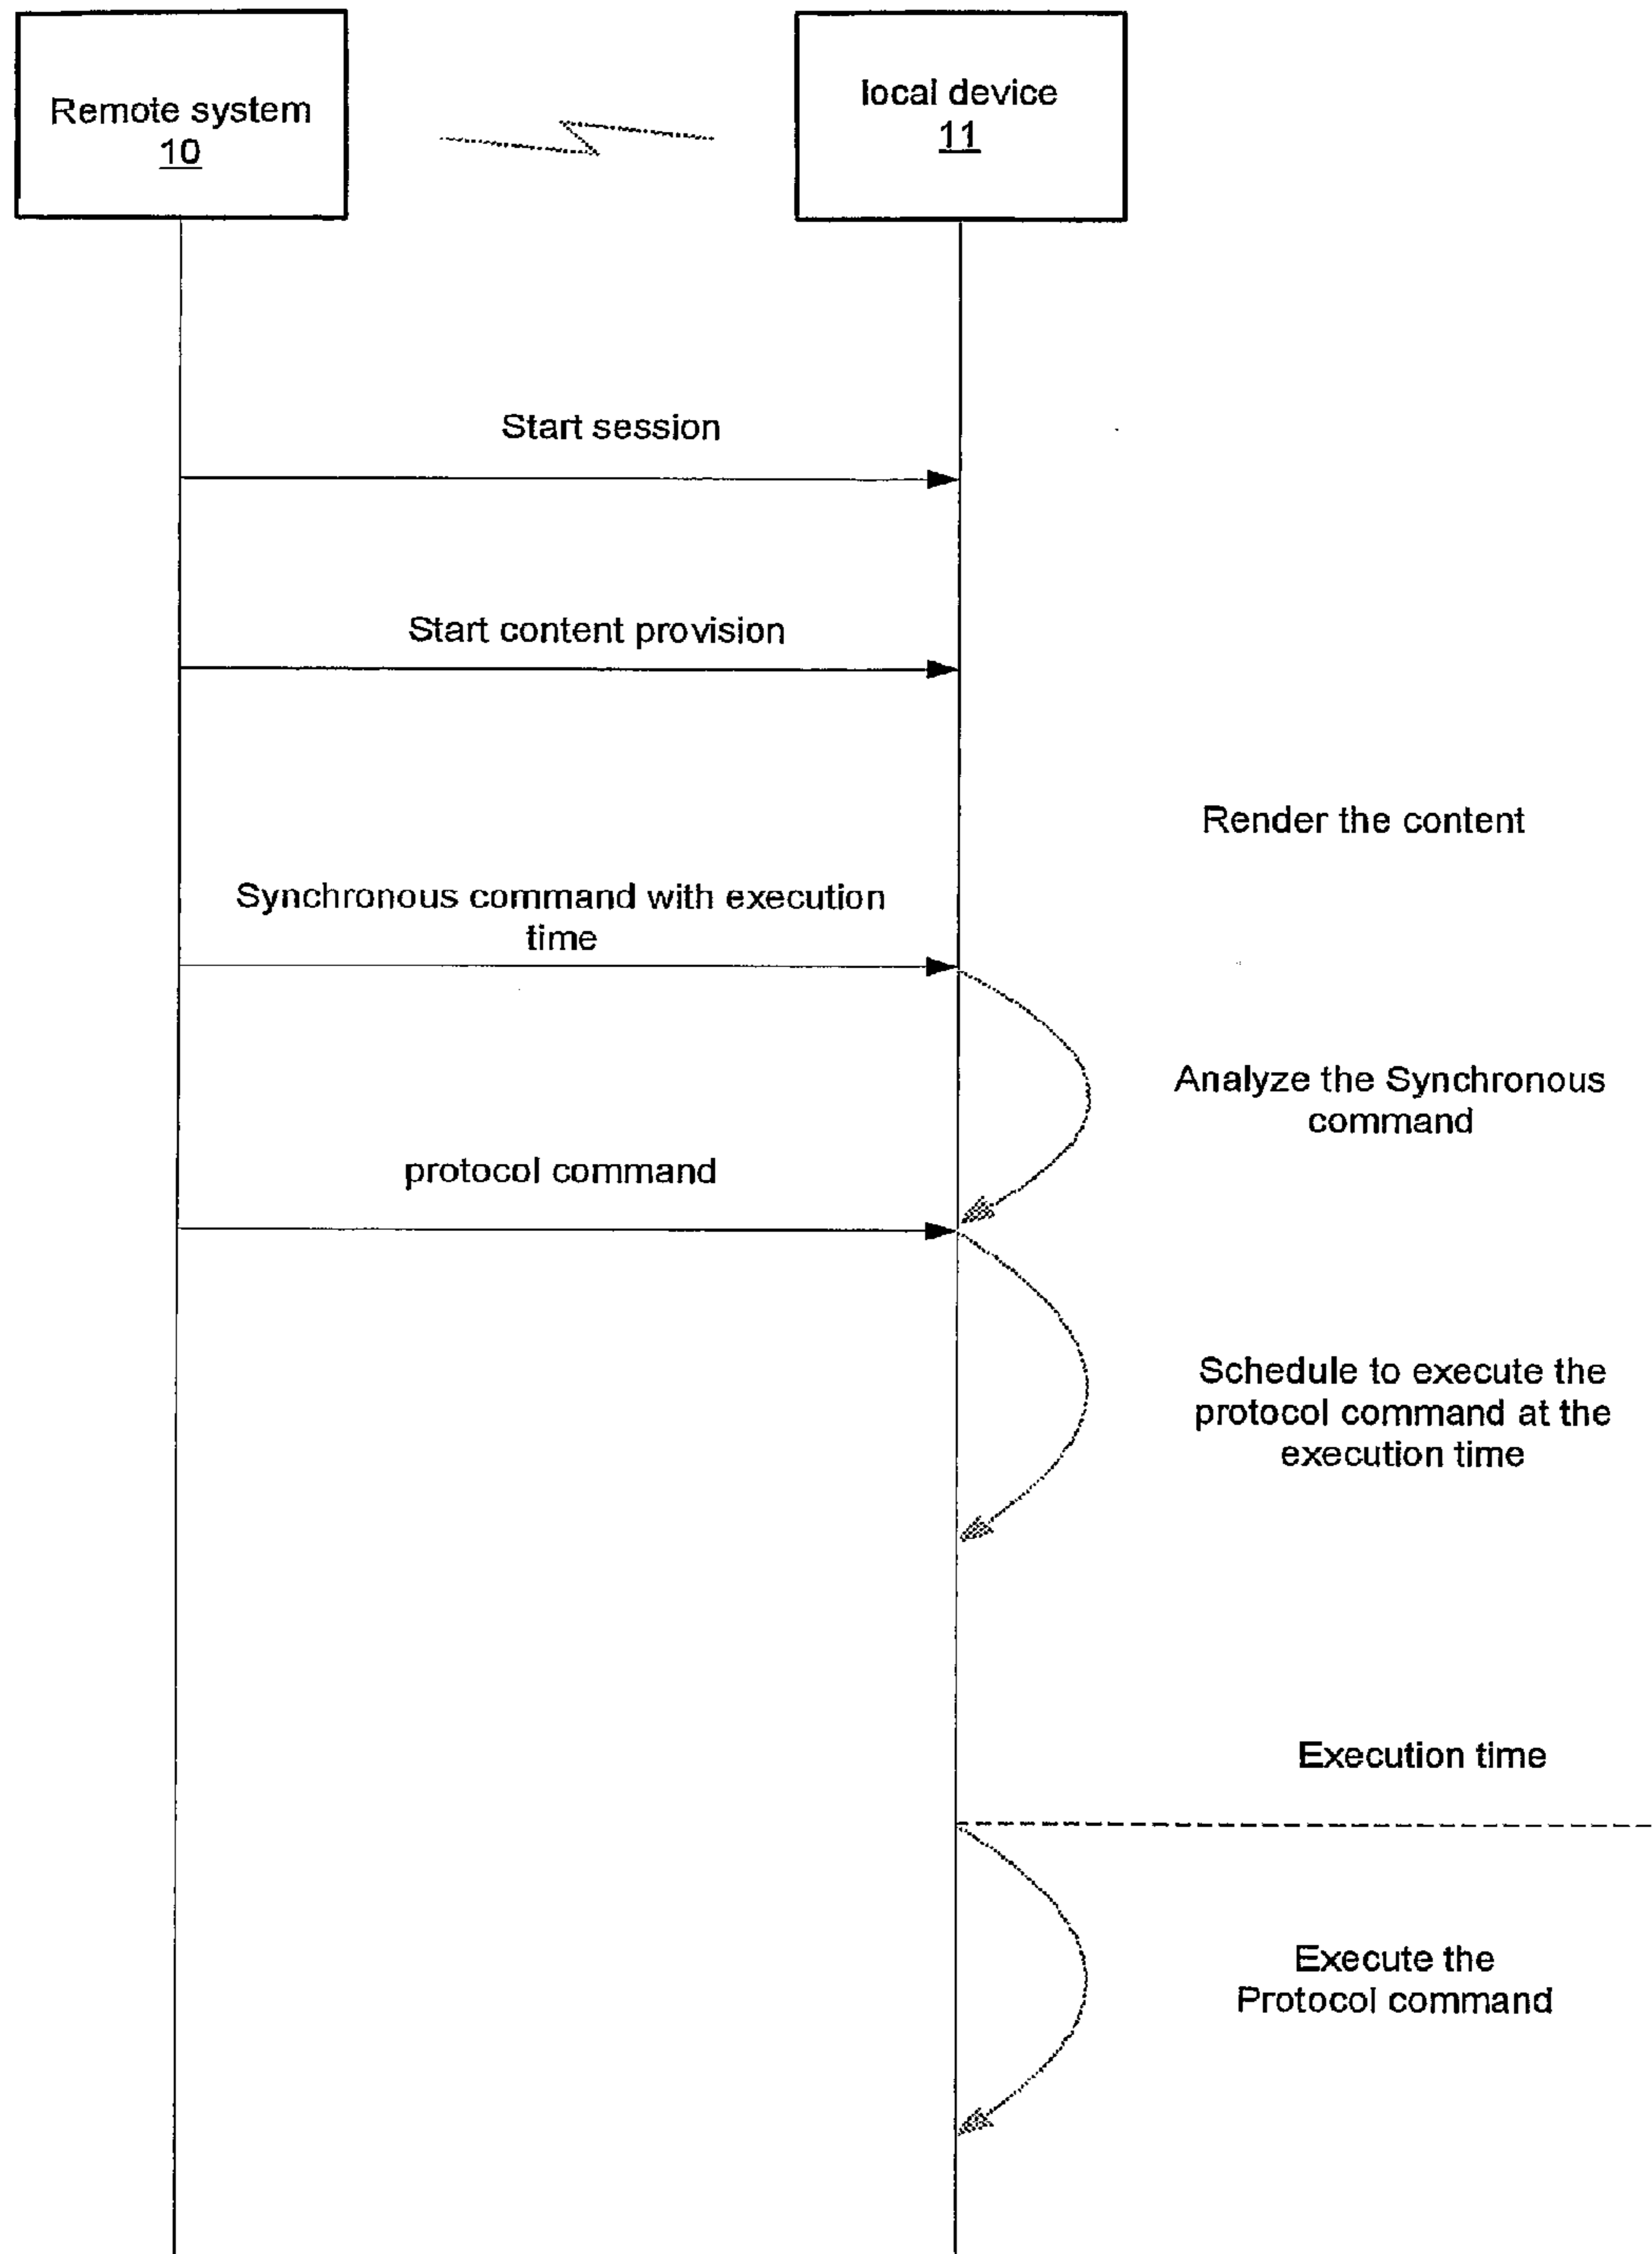 Remote system
10
local device
11
Start session
Start content provision
Render the content
Synchronous command with execution
time
Analyze the Synchronous
command
protocol command
Schedule to execute the
protocol command at the
execution time
Execution time
Execute the
Protocol command